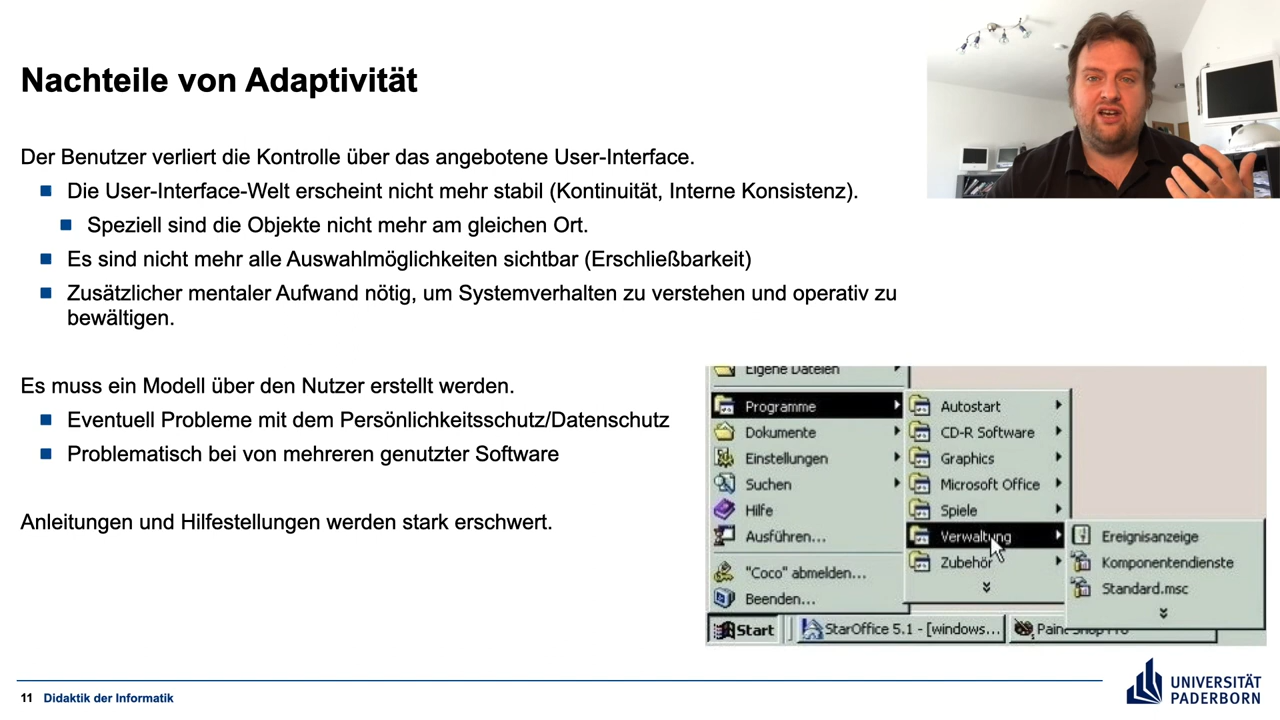 Nachteile von Adaptivität
Der Benutzer verliert die Kontrolle über das angebotene User-Interface.
Die User-Interface-Welt erscheint nicht mehr stabil (Kontinuität, Interne Konsistenz).
Speziell sind die Objekte nicht mehr am gleichen Ort.
Es sind nicht mehr alle Auswahlmöglichkeiten sichtbar (Erschließbarkeit)
Zusätzlicher mentaler Aufwand nötig, um Systemverhalten zu verstehen und operativ zu
bewältigen.
Es muss ein Modell über den Nutzer erstellt werden.
Eventuell Probleme mit dem Persönlichkeitsschutz/Datenschutz
Problematisch bei von mehreren genutzter Software
Anleitungen und Hilfestellungen werden stark erschwert.
Eigene Dateien
Programme
Dokumente
Einstellungen
Suchen
Hilfe
Ausführen...
"Coco" abmelden...
Beenden...
Autostart
CD-R Software
Graphics
Microsoft Office
Spiele
Verwaltung
Zubehör
Ereignisanzeige
Komponentendienste
Standard.msc
Start
StarOffice 5.1 - [windows...
Paint Shop Pro
11 Didaktik der Informatik
UNIVERSITÄT
PADERBORN